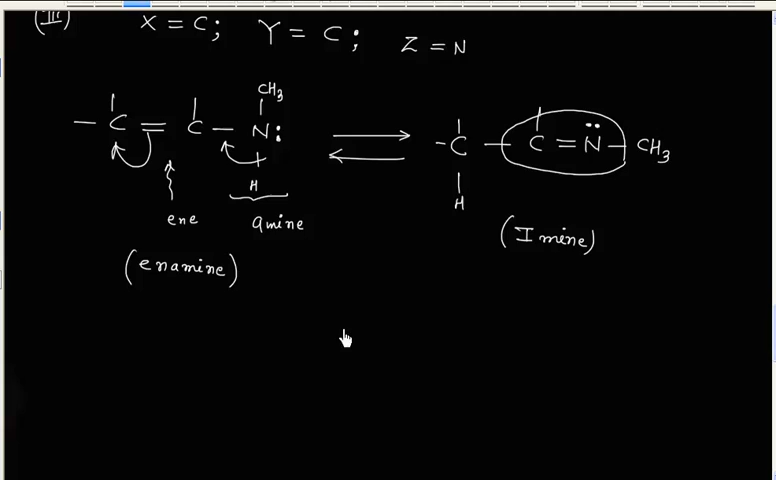 (III) X = C; Y = C; Z = N
CH3
– C = C – N: ⇌ – C – C = N̈ – CH3
H H
ene amine
(enamine) (Imine)